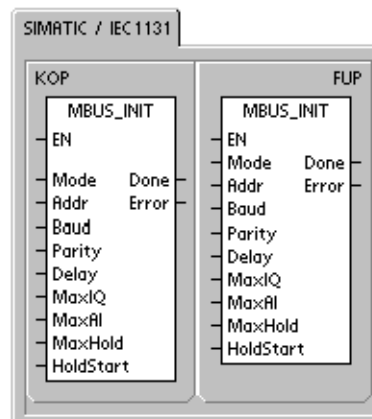 SIMATIC / IEC1131
KOP
MBUS_INIT
EN
Mode Done
Addr Error
Baud
Parity
Delay
MaxIQ
MaxAI
MaxHold
HoldStart
FUP
MBUS_INIT
EN
Mode Done
Addr Error
Baud
Parity
Delay
MaxIQ
MaxAI
MaxHold
HoldStart